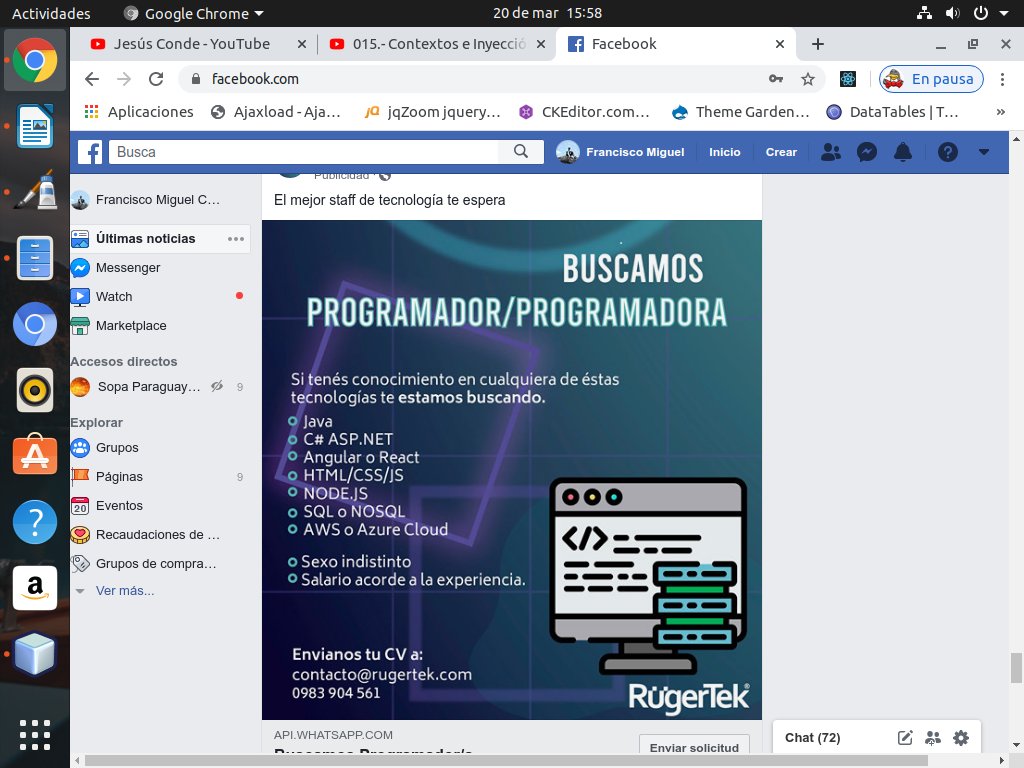 Actividades
Google Chrome
20 de mar 15:58
Jesús Conde - YouTube
015.- Contextos e Inyecció
Facebook
facebook.com
En pausa
Aplicaciones
Ajaxload - Aja...
jqZoom jquery...
CKEditor.com...
Theme Garden...
DataTables | T...
»
Busca
Francisco Miguel
Inicio
Crear
Francisco Miguel C...
Últimas noticias
Messenger
Watch
Marketplace
Accesos directos
Sopa Paraguay... 9
Explorar
Grupos
Páginas 9
Eventos
Recaudaciones de ...
Grupos de compra...
Ver más...
Publicidad ·
El mejor staff de tecnología te espera
BUSCAMOS
PROGRAMADOR/PROGRAMADORA
Si tenés conocimiento en cualquiera de éstas
tecnologías te estamos buscando.
Java
C# ASP.NET
Angular o React
HTML/CSS/JS
NODE.JS
SQL o NOSQL
AWS o Azure Cloud
Sexo indistinto
Salario acorde a la experiencia.
Envianos tu CV a:
contacto@rugertek.com
0983 904 561
RügerTek®
API.WHATSAPP.COM
Buscamos Programador/a
Enviar solicitud
Chat (72)